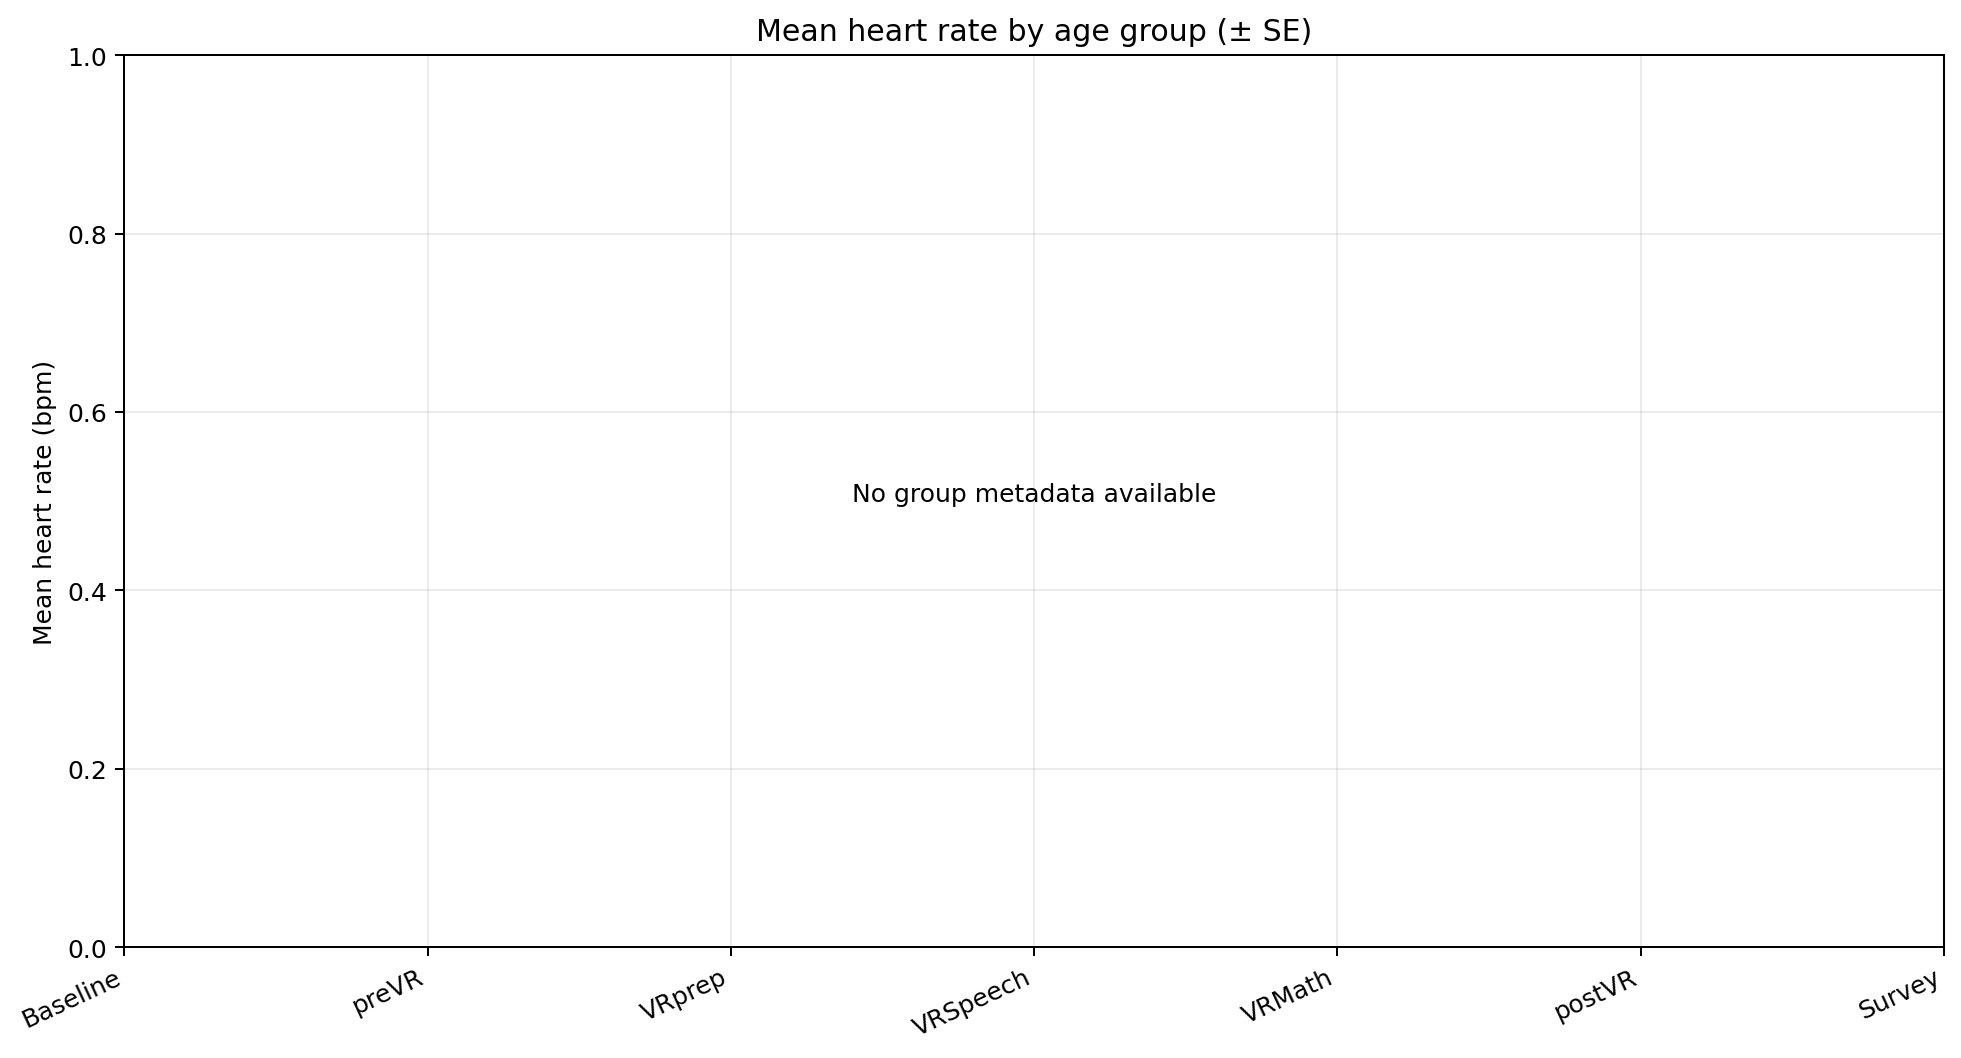 Mean heart rate by age group (± SE)
Mean heart rate (bpm)
1.0
0.8
0.6
0.4
0.2
0.0
No group metadata available
Baseline
preVR
VRprep
VRSpeech
VRMath
postVR
Survey